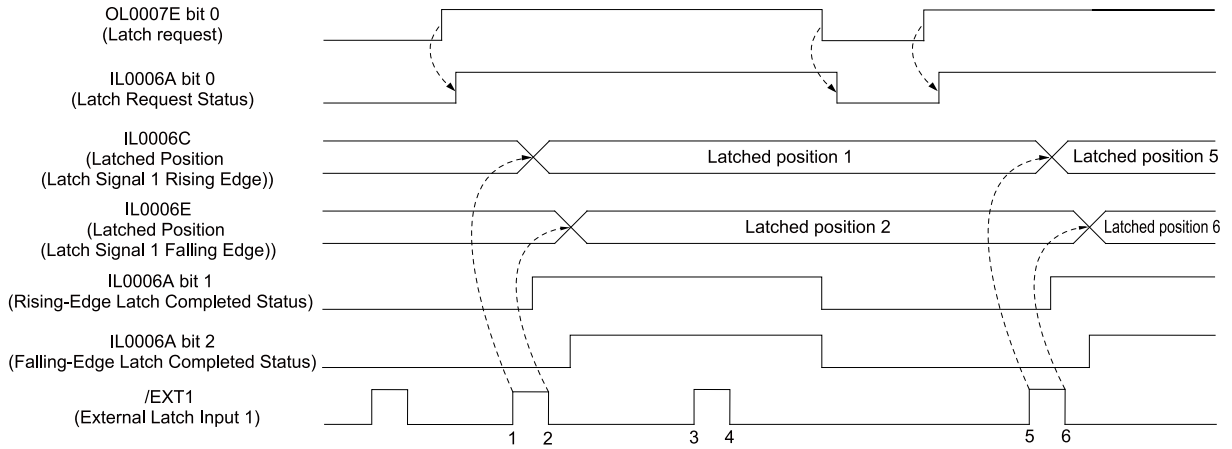 OL0007E bit 0
(Latch request)
IL0006A bit 0
(Latch Request Status)
IL0006C
(Latched Position
(Latch Signal 1 Rising Edge))
Latched position 1
Latched position 5
IL0006E
(Latched Position
(Latch Signal 1 Falling Edge))
Latched position 2
Latched position 6
IL0006A bit 1
(Rising-Edge Latch Completed Status)
IL0006A bit 2
(Falling-Edge Latch Completed Status)
/EXT1
(External Latch Input 1)
1 2 3 4 5 6